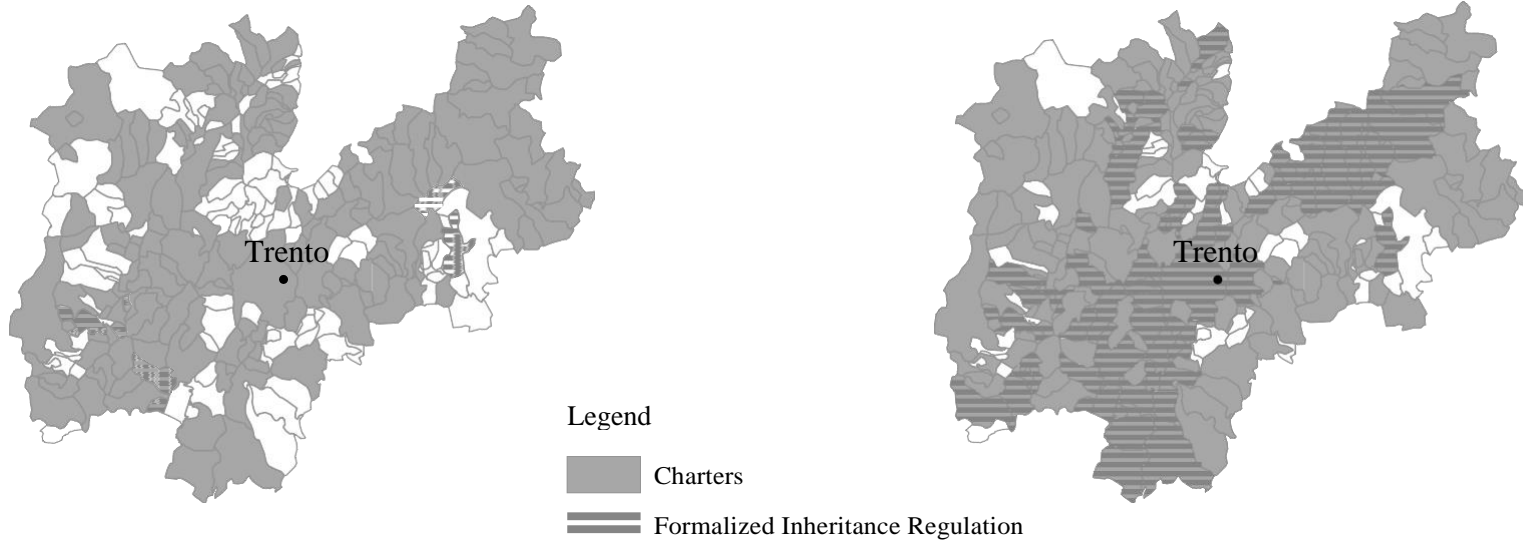 Trento
Trento
Legend
Charters
Formalized Inheritance Regulation